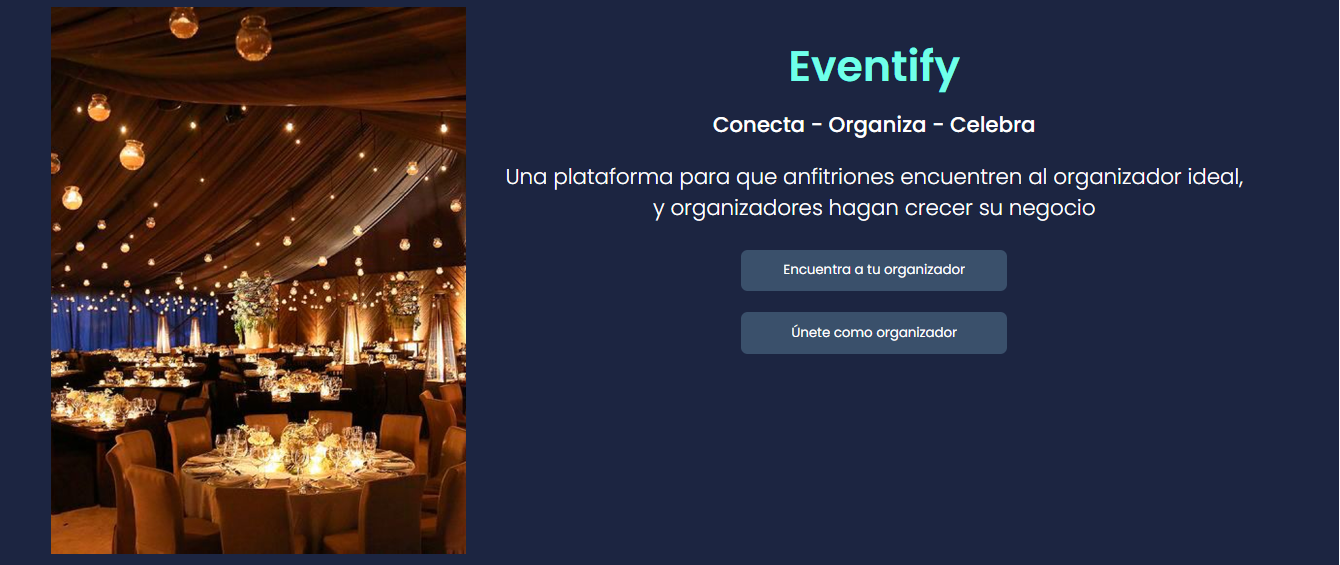 Eventify
Conecta - Organiza - Celebra
Una plataforma para que anfitriones encuentren al organizador ideal,
y organizadores hagan crecer su negocio
Encuentra a tu organizador
Únete como organizador